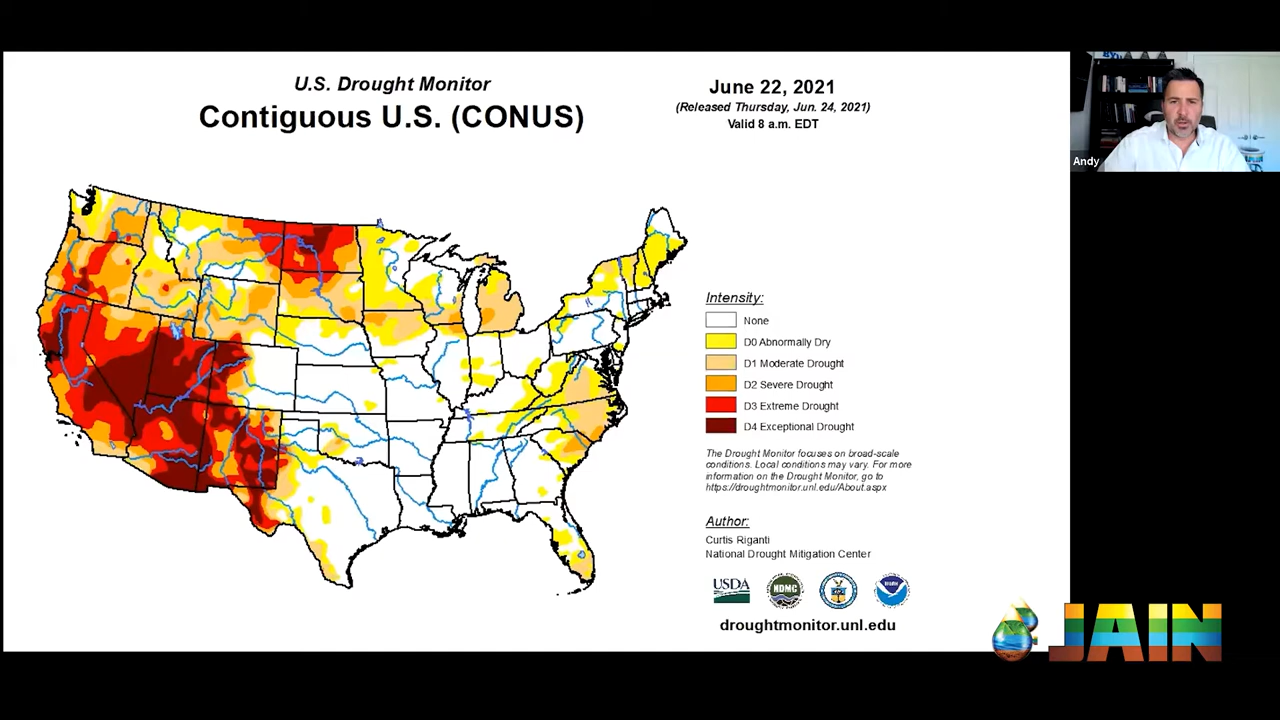 U.S. Drought Monitor
Contiguous U.S. (CONUS)
June 22, 2021
(Released Thursday, Jun. 24, 2021)
Valid 8 a.m. EDT
Andy
Intensity:
None
D0 Abnormally Dry
D1 Moderate Drought
D2 Severe Drought
D3 Extreme Drought
D4 Exceptional Drought
The Drought Monitor focuses on broad-scale
conditions. Local conditions may vary. For more
information on the Drought Monitor, go to
https://droughtmonitor.unl.edu/About.aspx
Author:
Curtis Riganti
National Drought Mitigation Center
USDA
NDMC
droughtmonitor.unl.edu
JAIN